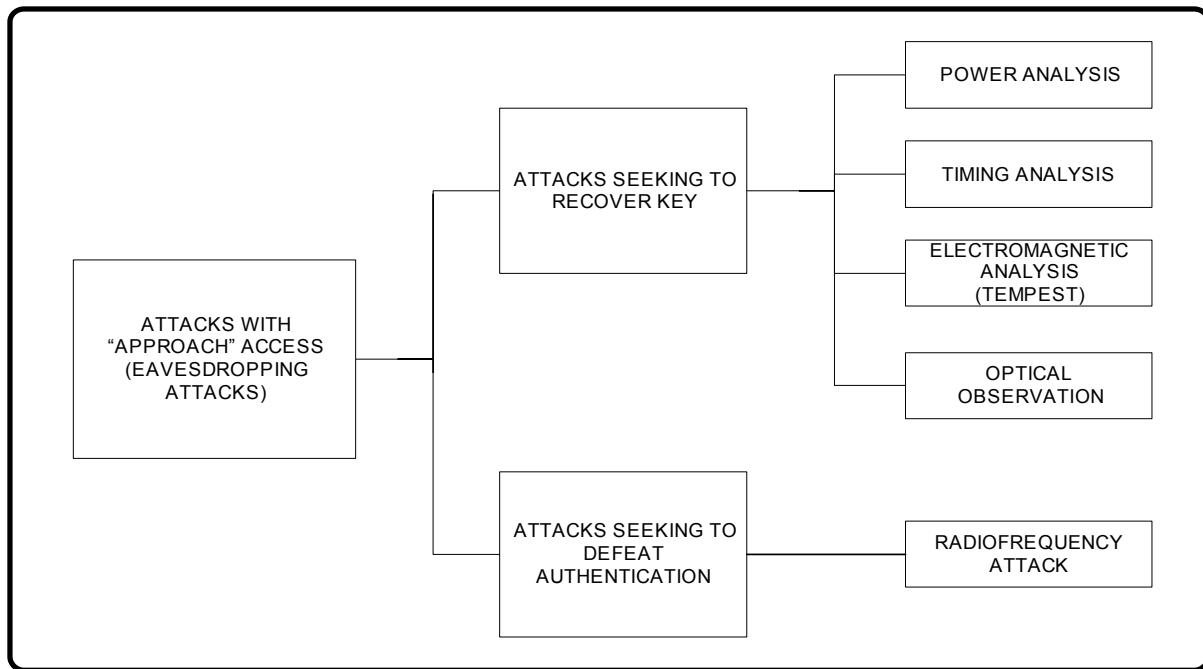 ATTACKS WITH
“APPROACH” ACCESS
(EAVESDROPPING
ATTACKS)
ATTACKS SEEKING TO
RECOVER KEY
POWER ANALYSIS
TIMING ANALYSIS
ELECTROMAGNETIC
ANALYSIS
(TEMPEST)
OPTICAL
OBSERVATION
ATTACKS SEEKING TO
DEFEAT
AUTHENTICATION
RADIOFREQUENCY
ATTACK